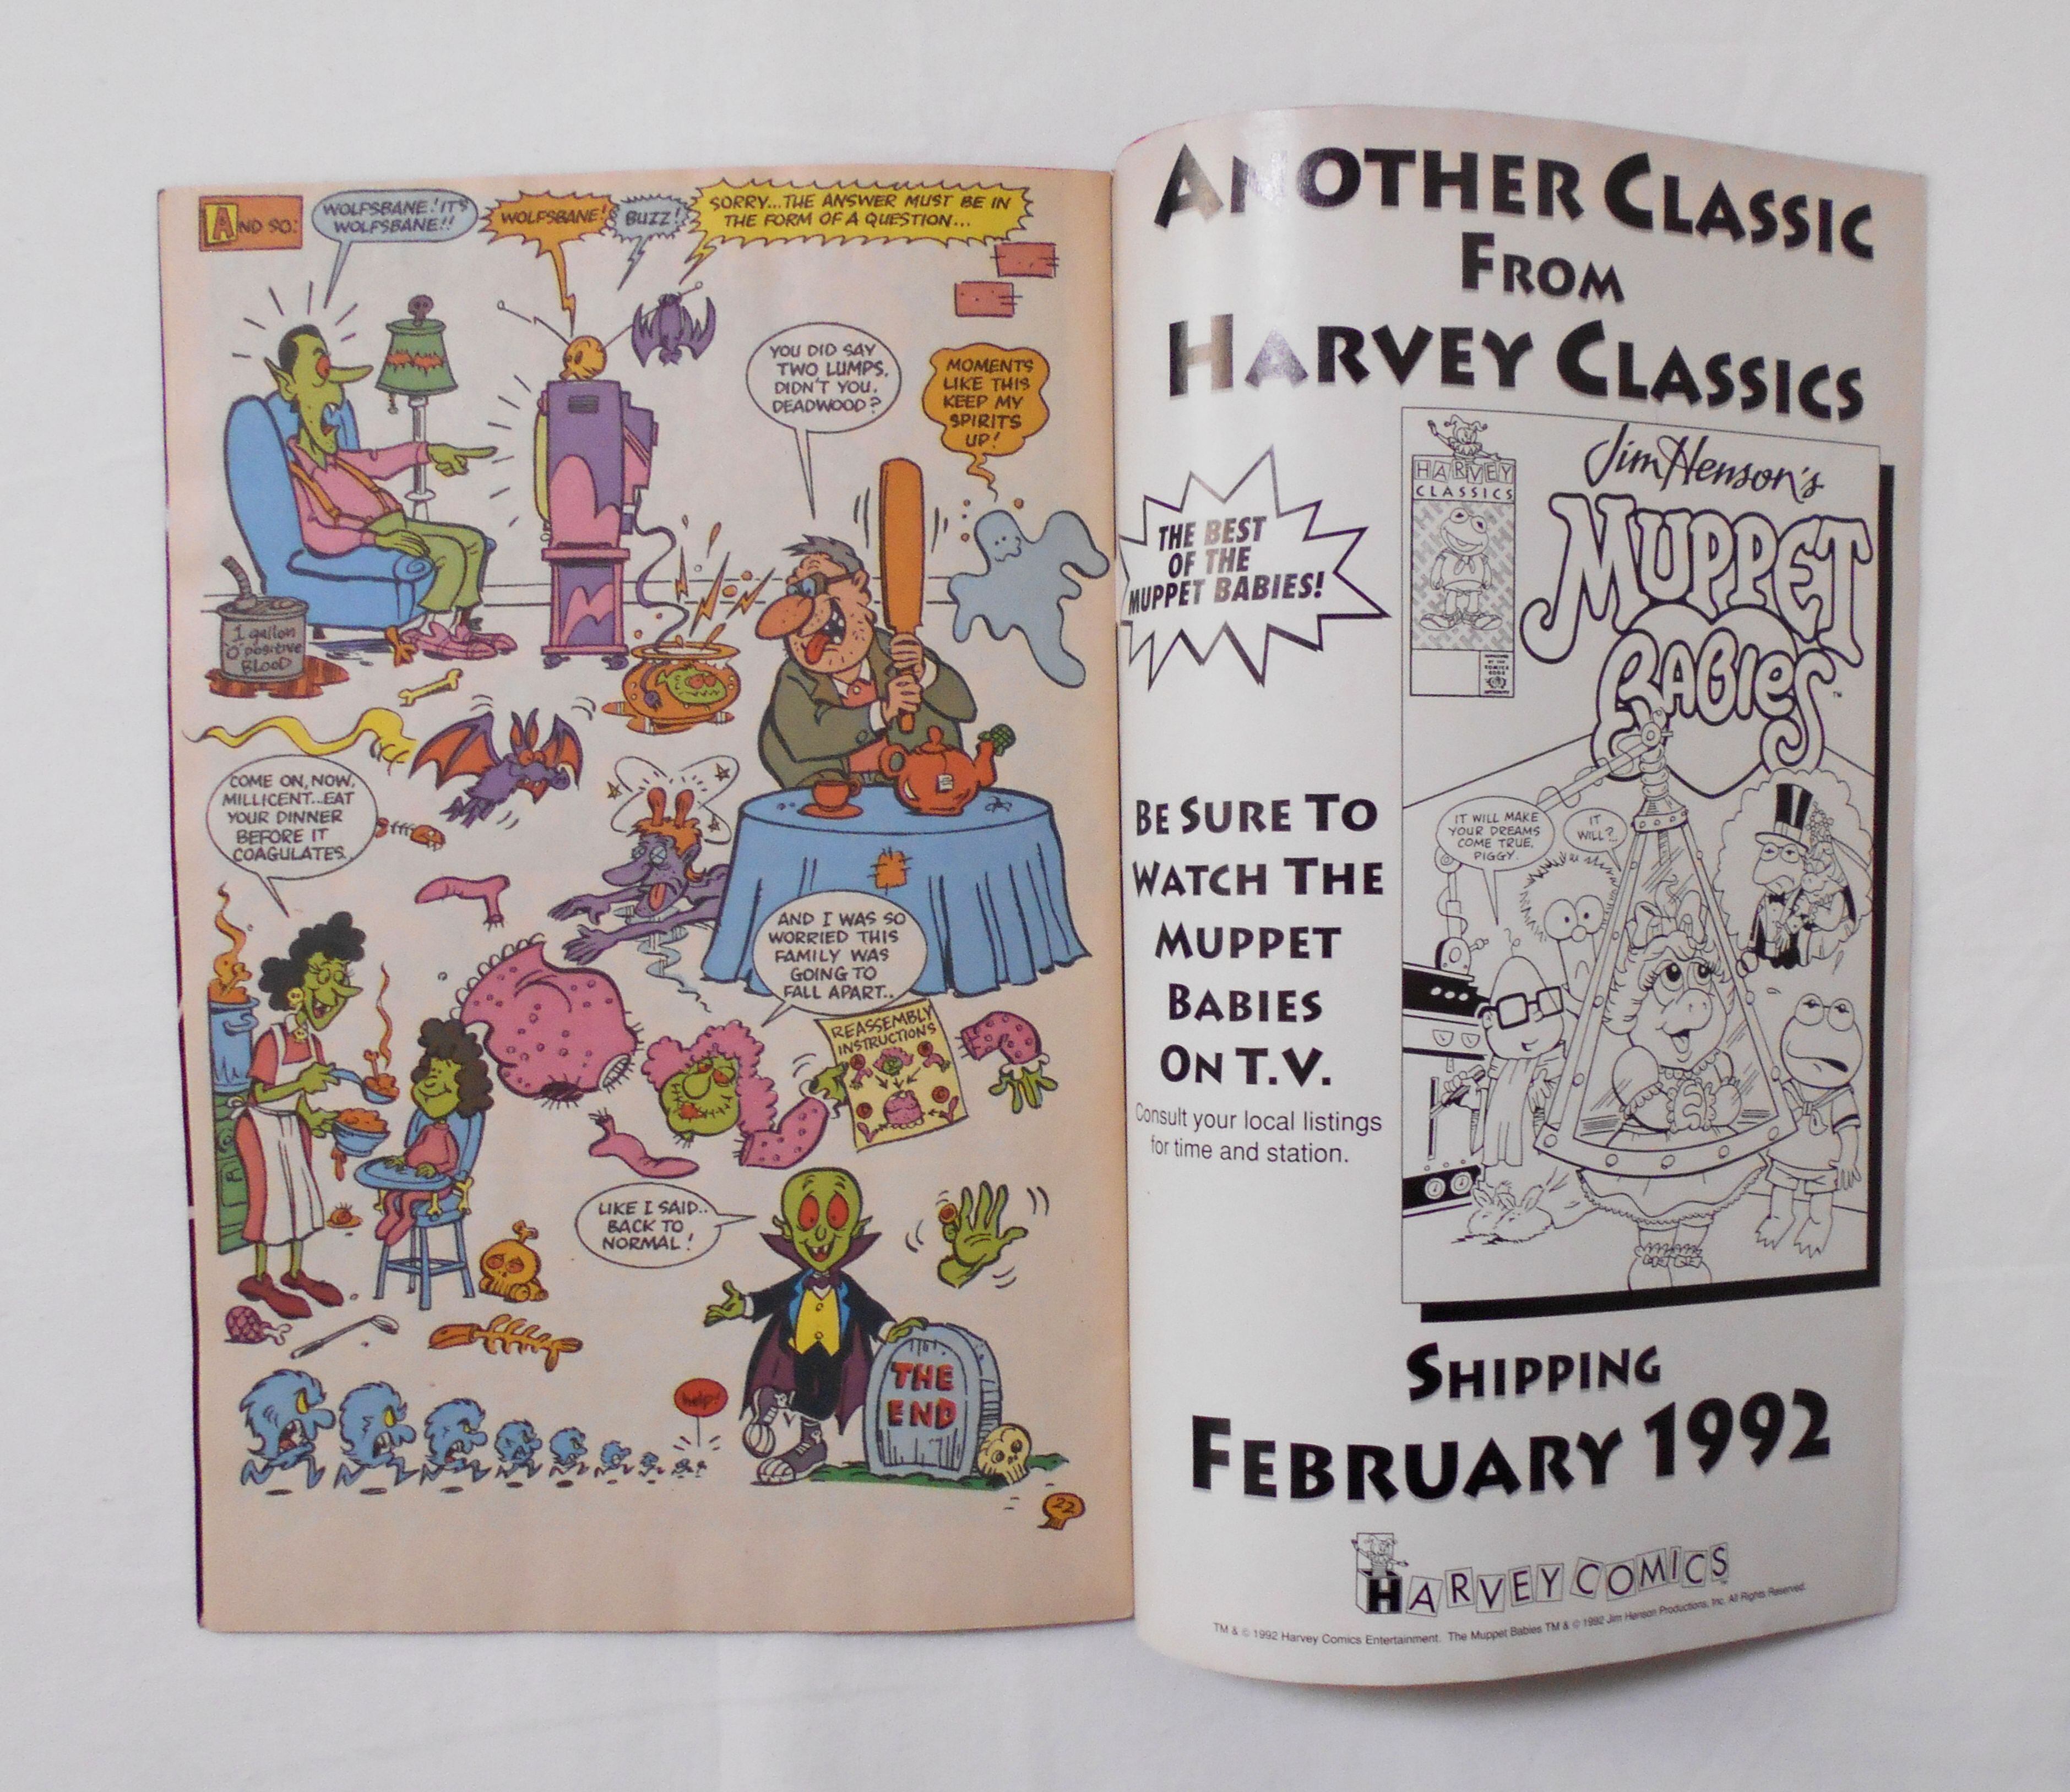 AND SO:
WOLFSBANE! IT'S
WOLFSBANE!!
WOLFSBANE!
BUZZ!
SORRY...THE ANSWER MUST BE IN
THE FORM OF A QUESTION...
YOU DID SAY
TWO LUMPS,
DIDN'T YOU,
DEADWOOD?
MOMENTS
LIKE THIS
KEEP MY
SPIRITS
UP!
1 gallon
"O" positive
BLOOD
COME ON, NOW,
MILLICENT...EAT
YOUR DINNER
BEFORE IT
COAGULATES.
AND I WAS SO
WORRIED THIS
FAMILY WAS
GOING TO
FALL APART..
REASSEMBLY
INSTRUCTIONS
LIKE I SAID..
BACK TO
NORMAL!
help!
THE
END
22
ANOTHER CLASSIC
FROM
HARVEY CLASSICS
THE BEST
OF THE
MUPPET BABIES!
HARVEY
CLASSICS
Jim Henson's
MUPPET
BABIES
TM
APPROVED
BY THE
COMICS
CODE
AUTHORITY
IT WILL MAKE
YOUR DREAMS
COME TRUE,
PIGGY.
IT
WILL?
BE SURE TO
WATCH THE
MUPPET
BABIES
ON T.V.
Consult your local listings
for time and station.
SHIPPING
FEBRUARY 1992
HARVEY COMICS
TM & © 1992 Harvey Comics Entertainment. The Muppet Babies TM & © 1992 Jim Henson Productions, Inc. All Rights Reserved.